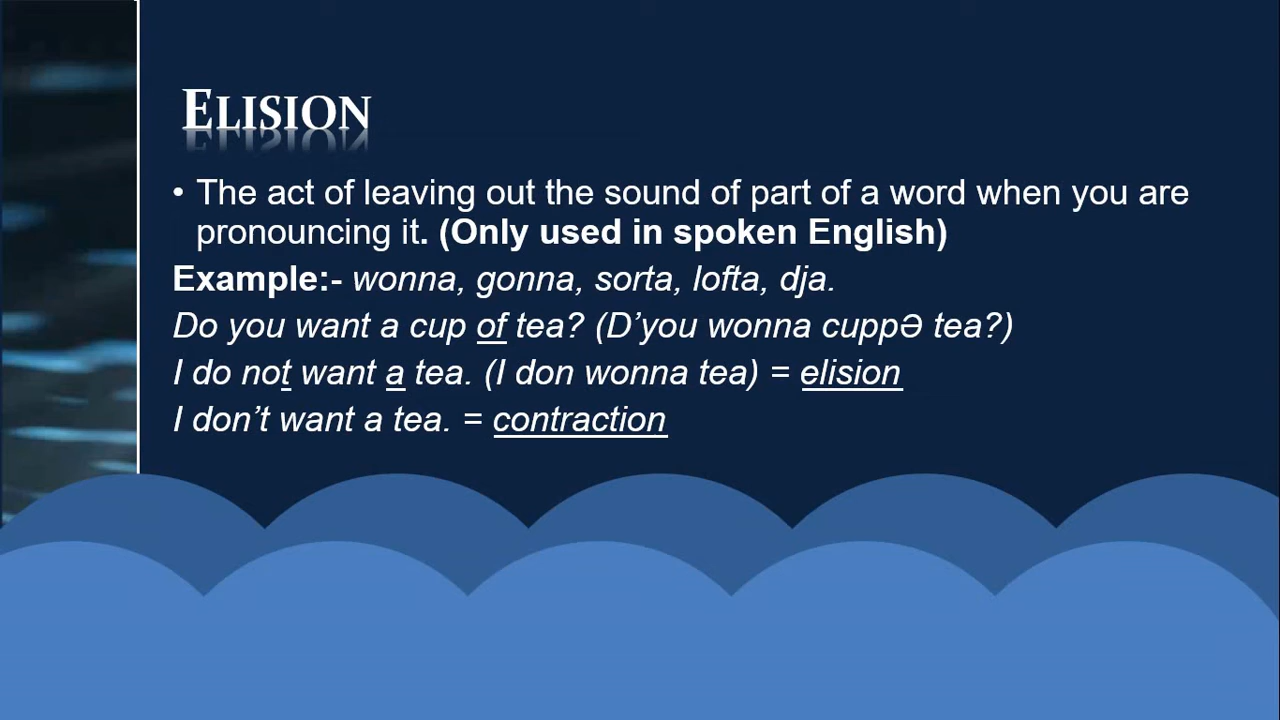 ELISION
• The act of leaving out the sound of part of a word when you are
pronouncing it. (Only used in spoken English)
Example:- wonna, gonna, sorta, lofta, dja.
Do you want a cup of tea? (D’you wonna cuppƏ tea?)
I do not want a tea. (I don wonna tea) = elision
I don’t want a tea. = contraction